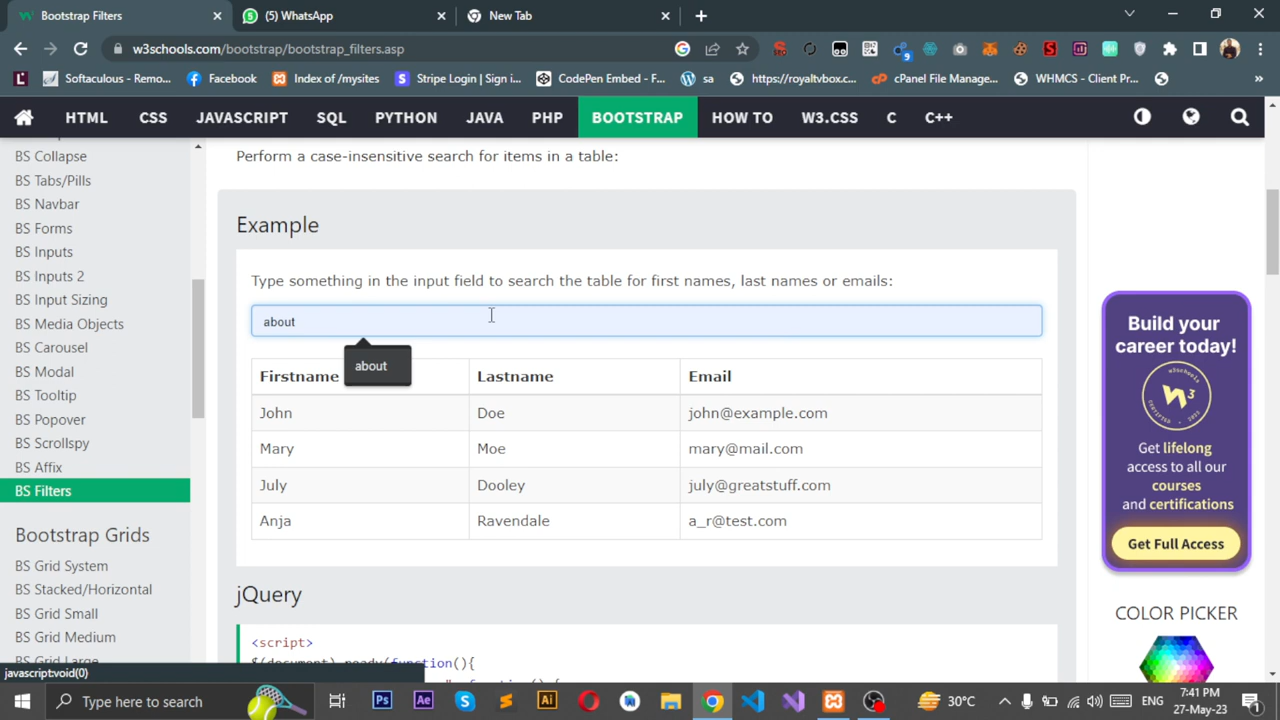 Bootstrap Filters
(5) WhatsApp
New Tab
w3schools.com/bootstrap/bootstrap_filters.asp
9
Softaculous - Remo...
Facebook
Index of /mysites
Stripe Login | Sign i...
CodePen Embed - F...
sa
https://royaltvbox.c...
cPanel File Manage...
WHMCS - Client Pr...
»
HTML
CSS
JAVASCRIPT
SQL
PYTHON
JAVA
PHP
BOOTSTRAP
HOW TO
W3.CSS
C
C++
BS Collapse
BS Tabs/Pills
BS Navbar
BS Forms
BS Inputs
BS Inputs 2
BS Input Sizing
BS Media Objects
BS Carousel
BS Modal
BS Tooltip
BS Popover
BS Scrollspy
BS Affix
BS Filters
Bootstrap Grids
BS Grid System
BS Stacked/Horizontal
BS Grid Small
BS Grid Medium
BS Grid Large
javascript:void(0)
Perform a case-insensitive search for items in a table:
Example
Type something in the input field to search the table for first names, last names or emails:
about
about
Firstname Lastname Email
John Doe john@example.com
Mary Moe mary@mail.com
July Dooley july@greatstuff.com
Anja Ravendale a_r@test.com
jQuery
<script>
$(document).ready(function(){
Build your
career today!
Get lifelong
access to all our
courses
and certifications
Get Full Access
COLOR PICKER
Type here to search
30°C
ENG
7:41 PM
27-May-23